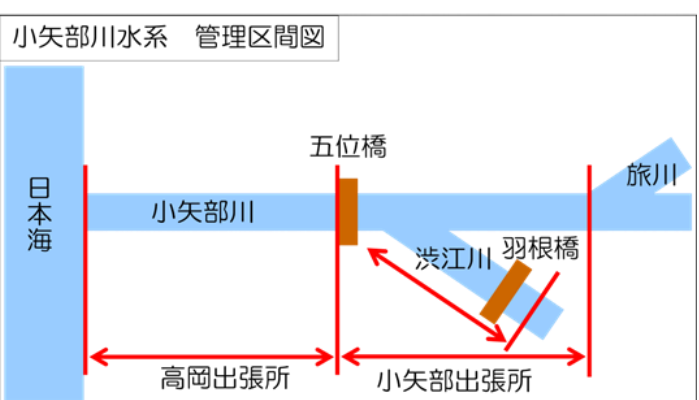 小矢部川水系　管理区間図
五位橋
旅川
日本海
小矢部川
渋江川
羽根橋
高岡出張所
小矢部出張所